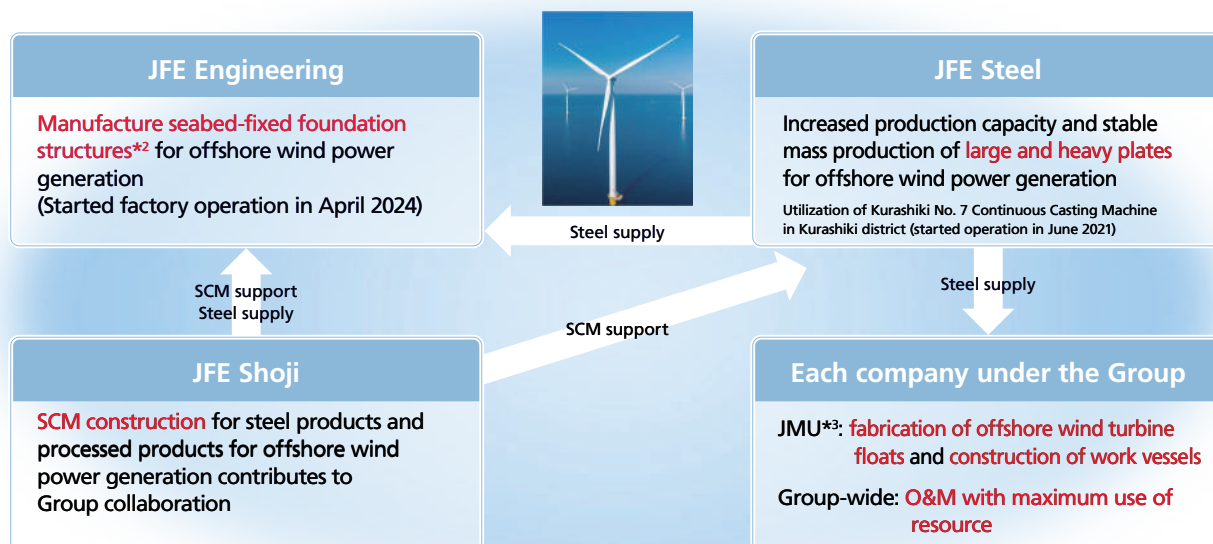 JFE Engineering
Manufacture seabed-fixed foundation
structures*2 for offshore wind power
generation
(Started factory operation in April 2024)
JFE Steel
Increased production capacity and stable
mass production of large and heavy plates
for offshore wind power generation
Utilization of Kurashiki No. 7 Continuous Casting Machine
in Kurashiki district (started operation in June 2021)
Steel supply
SCM support
Steel supply
SCM support
Steel supply
JFE Shoji
SCM construction for steel products and
processed products for offshore wind
power generation contributes to
Group collaboration
Each company under the Group
JMU*3: fabrication of offshore wind turbine
floats and construction of work vessels
Group-wide: O&M with maximum use of
resource